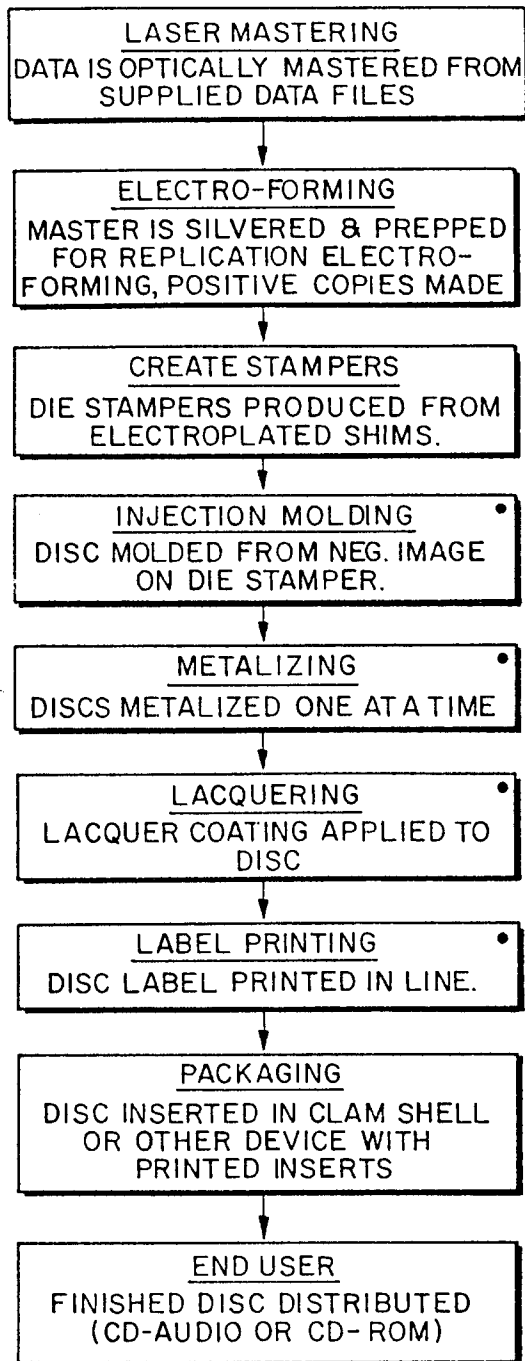 LASER MASTERING
DATA IS OPTICALLY MASTERED FROM
SUPPLIED DATA FILES
ELECTRO-FORMING
MASTER IS SILVERED & PREPPED
FOR REPLICATION ELECTRO-
FORMING, POSITIVE COPIES MADE
CREATE STAMPERS
DIE STAMPERS PRODUCED FROM
ELECTROPLATED SHIMS.
INJECTION MOLDING
DISC MOLDED FROM NEG. IMAGE
ON DIE STAMPER.
METALIZING
DISCS METALIZED ONE AT A TIME
LACQUERING
LACQUER COATING APPLIED TO
DISC
LABEL PRINTING
DISC LABEL PRINTED IN LINE.
PACKAGING
DISC INSERTED IN CLAM SHELL
OR OTHER DEVICE WITH
PRINTED INSERTS
END USER
FINISHED DISC DISTRIBUTED
(CD-AUDIO OR CD-ROM)